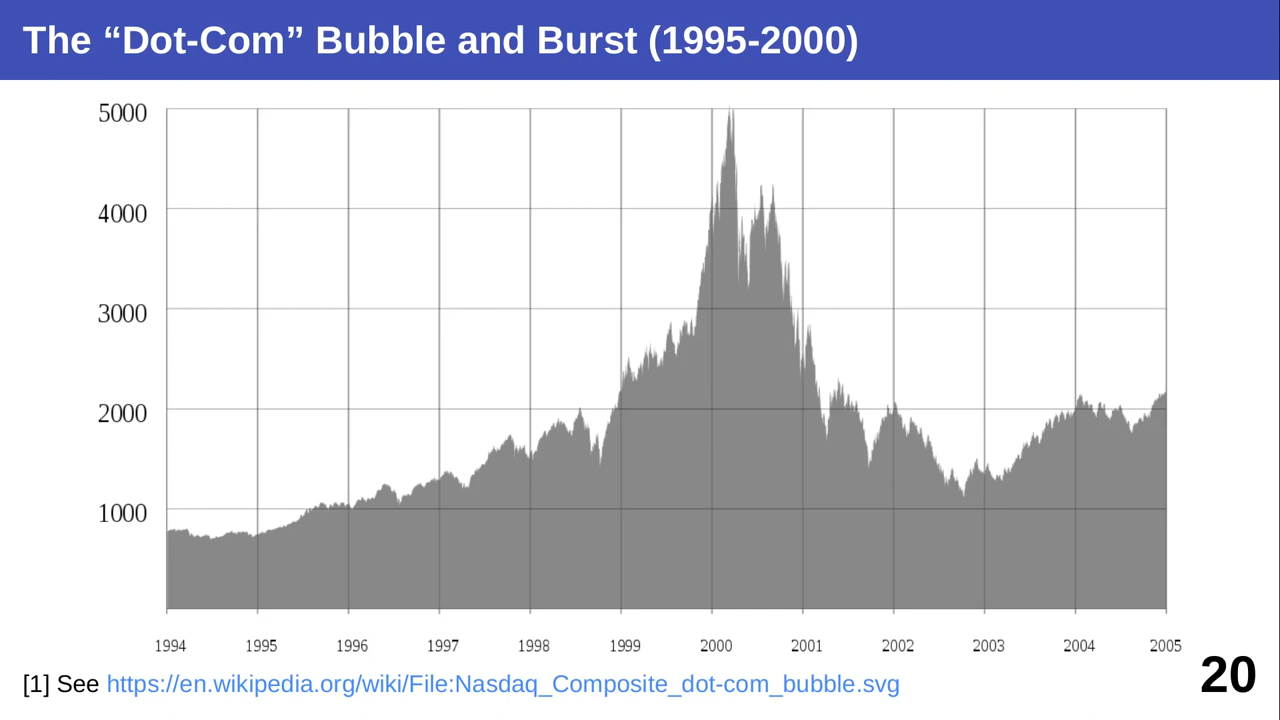 The “Dot-Com” Bubble and Burst (1995-2000)
5000
4000
3000
2000
1000
1994 1995 1996 1997 1998 1999 2000 2001 2002 2003 2004 2005
[1] See https://en.wikipedia.org/wiki/File:Nasdaq_Composite_dot-com_bubble.svg
20